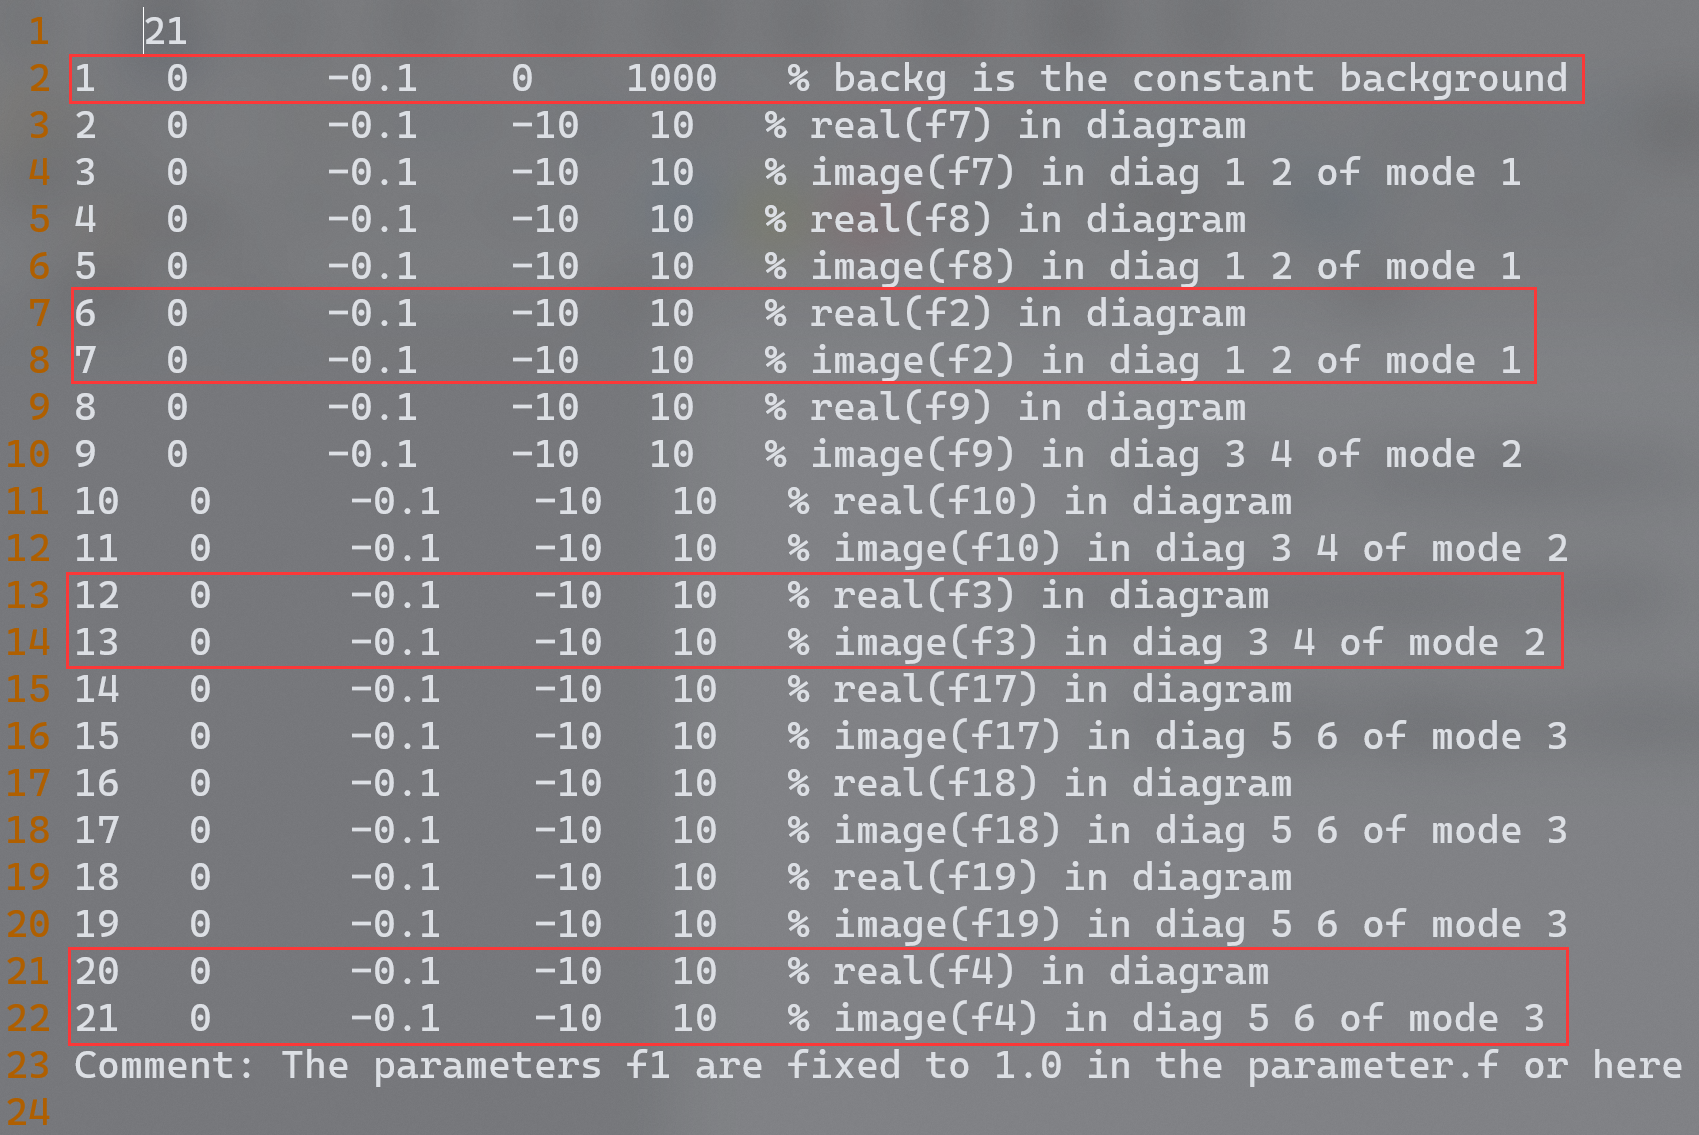 1 21
2 1 0 -0.1 0 1000 % backg is the constant background
3 2 0 -0.1 -10 10 % real(f7) in diagram
4 3 0 -0.1 -10 10 % image(f7) in diag 1 2 of mode 1
5 4 0 -0.1 -10 10 % real(f8) in diagram
6 5 0 -0.1 -10 10 % image(f8) in diag 1 2 of mode 1
7 6 0 -0.1 -10 10 % real(f2) in diagram
8 7 0 -0.1 -10 10 % image(f2) in diag 1 2 of mode 1
9 8 0 -0.1 -10 10 % real(f9) in diagram
10 9 0 -0.1 -10 10 % image(f9) in diag 3 4 of mode 2
11 10 0 -0.1 -10 10 % real(f10) in diagram
12 11 0 -0.1 -10 10 % image(f10) in diag 3 4 of mode 2
13 12 0 -0.1 -10 10 % real(f3) in diagram
14 13 0 -0.1 -10 10 % image(f3) in diag 3 4 of mode 2
15 14 0 -0.1 -10 10 % real(f17) in diagram
16 15 0 -0.1 -10 10 % image(f17) in diag 5 6 of mode 3
17 16 0 -0.1 -10 10 % real(f18) in diagram
18 17 0 -0.1 -10 10 % image(f18) in diag 5 6 of mode 3
19 18 0 -0.1 -10 10 % real(f19) in diagram
20 19 0 -0.1 -10 10 % image(f19) in diag 5 6 of mode 3
21 20 0 -0.1 -10 10 % real(f4) in diagram
22 21 0 -0.1 -10 10 % image(f4) in diag 5 6 of mode 3
23 Comment: The parameters f1 are fixed to 1.0 in the parameter.f or here
24